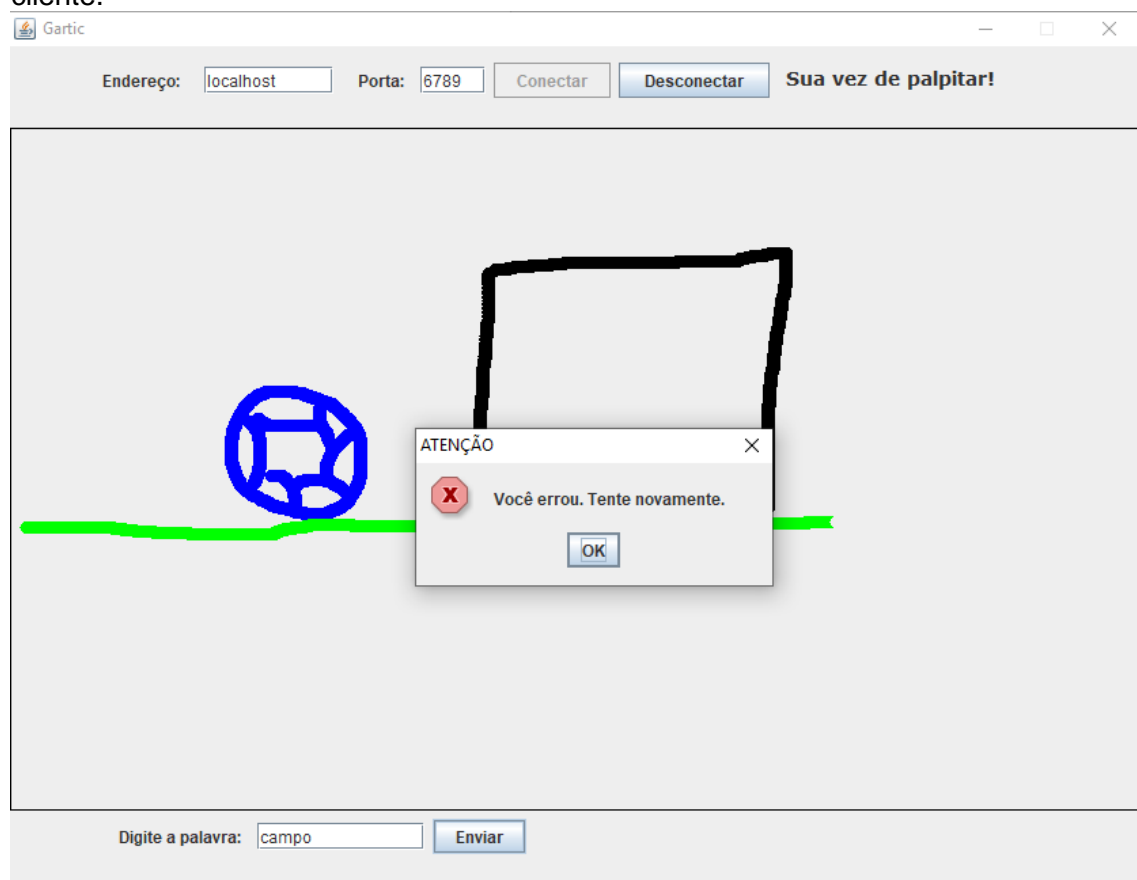 cliente.
Gartic
Endereço: localhost Porta: 6789 Conectar Desconectar Sua vez de palpitar!
ATENÇÃO
Você errou. Tente novamente.
OK
Digite a palavra: campo Enviar